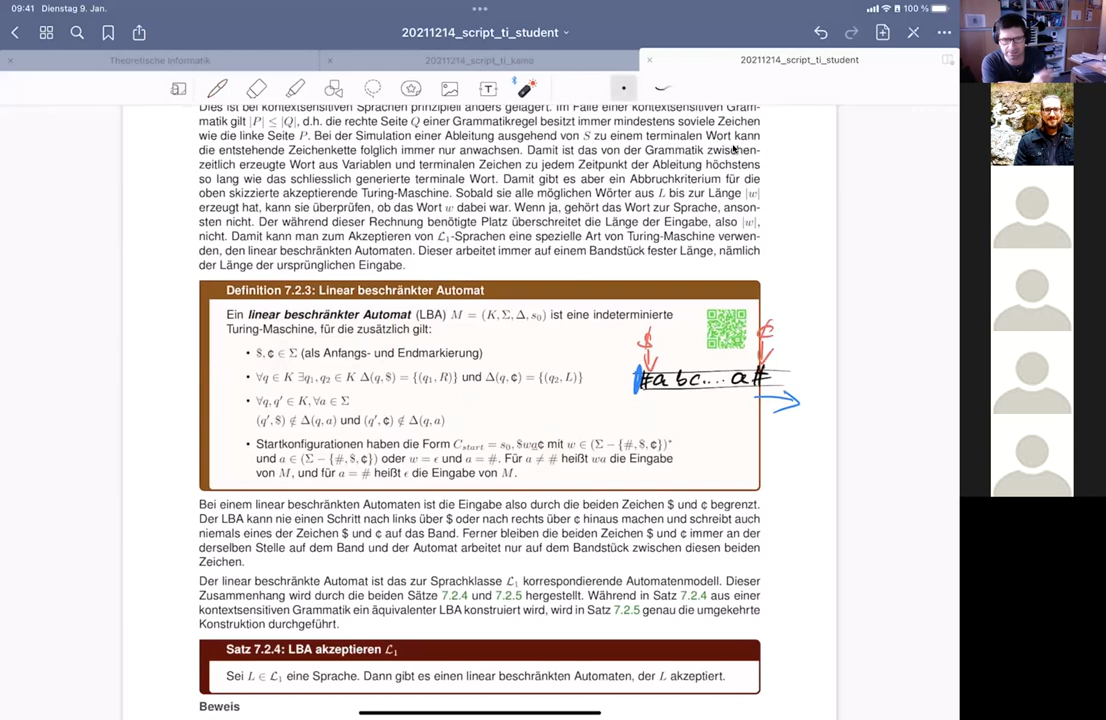 09:41 Dienstag 9. Jan.
100 %
20211214_script_ti_student
Theoretische Informatik
20211214_script_ti_kamo
20211214_script_ti_student
Dies ist bei kontextsensitiven Sprachen prinzipiell anders gelagert. Im Falle einer kontextsensitiven Gram-
matik gilt |P| ≤ |Q|, d.h. die rechte Seite Q einer Grammatikregel besitzt immer mindestens soviele Zeichen
wie die linke Seite P. Bei der Simulation einer Ableitung ausgehend von S zu einem terminalen Wort kann
die entstehende Zeichenkette folglich immer nur anwachsen. Damit ist das von der Grammatik zwischen-
zeitlich erzeugte Wort aus Variablen und terminalen Zeichen zu jedem Zeitpunkt der Ableitung höchstens
so lang wie das schliesslich generierte terminale Wort. Damit gibt es aber ein Abbruchkriterium für die
oben skizzierte akzeptierende Turing-Maschine. Sobald sie alle möglichen Wörter aus L bis zur Länge |w|
erzeugt hat, kann sie überprüfen, ob das Wort w dabei war. Wenn ja, gehört das Wort zur Sprache, anson-
sten nicht. Der während dieser Rechnung benötigte Platz überschreitet die Länge der Eingabe, also |w|,
nicht. Damit kann man zum Akzeptieren von ℒ₁-Sprachen eine spezielle Art von Turing-Maschine verwen-
den, den linear beschränkten Automaten. Dieser arbeitet immer auf einem Bandstück fester Länge, nämlich
der Länge der ursprünglichen Eingabe.
Definition 7.2.3: Linear beschränkter Automat
Ein linear beschränkter Automat (LBA) M = (K, Σ, Δ, s₀) ist eine indeterminierte
Turing-Maschine, für die zusätzlich gilt:
• $, ¢ ∈ Σ (als Anfangs- und Endmarkierung)
• ∀q ∈ K ∃q₁, q₂ ∈ K Δ(q, $) = {(q₁, R)} und Δ(q, ¢) = {(q₂, L)}
• ∀q, q' ∈ K, ∀a ∈ Σ
(q', $) ∉ Δ(q, a) und (q', ¢) ∉ Δ(q, a)
• Startkonfigurationen haben die Form C_start = s₀, $wa¢ mit w ∈ (Σ − {#, $, ¢})*
und a ∈ (Σ − {#, $, ¢}) oder w = ϵ und a = #. Für a ≠ # heißt wa die Eingabe
von M, und für a = # heißt ϵ die Eingabe von M.
$ ¢
#abc....a#
Bei einem linear beschränkten Automaten ist die Eingabe also durch die beiden Zeichen $ und ¢ begrenzt.
Der LBA kann nie einen Schritt nach links über $ oder nach rechts über ¢ hinaus machen und schreibt auch
niemals eines der Zeichen $ und ¢ auf das Band. Ferner bleiben die beiden Zeichen $ und ¢ immer an der
derselben Stelle auf dem Band und der Automat arbeitet nur auf dem Bandstück zwischen diesen beiden
Zeichen.
Der linear beschränkte Automat ist das zur Sprachklasse ℒ₁ korrespondierende Automatenmodell. Dieser
Zusammenhang wird durch die beiden Sätze 7.2.4 und 7.2.5 hergestellt. Während in Satz 7.2.4 aus einer
kontextsensitiven Grammatik ein äquivalenter LBA konstruiert wird, wird in Satz 7.2.5 genau die umgekehrte
Konstruktion durchgeführt.
Satz 7.2.4: LBA akzeptieren ℒ₁
Sei L ∈ ℒ₁ eine Sprache. Dann gibt es einen linear beschränkten Automaten, der L akzeptiert.
Beweis